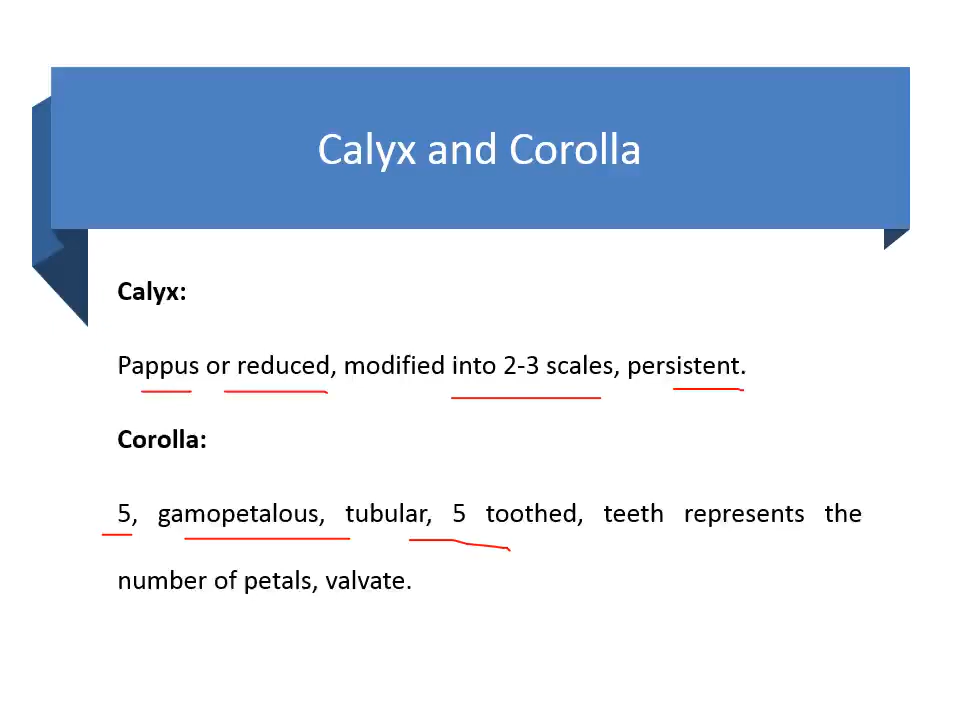 Calyx and Corolla
Calyx:
Pappus or reduced, modified into 2-3 scales, persistent.
Corolla:
5, gamopetalous, tubular, 5 toothed, teeth represents the
number of petals, valvate.